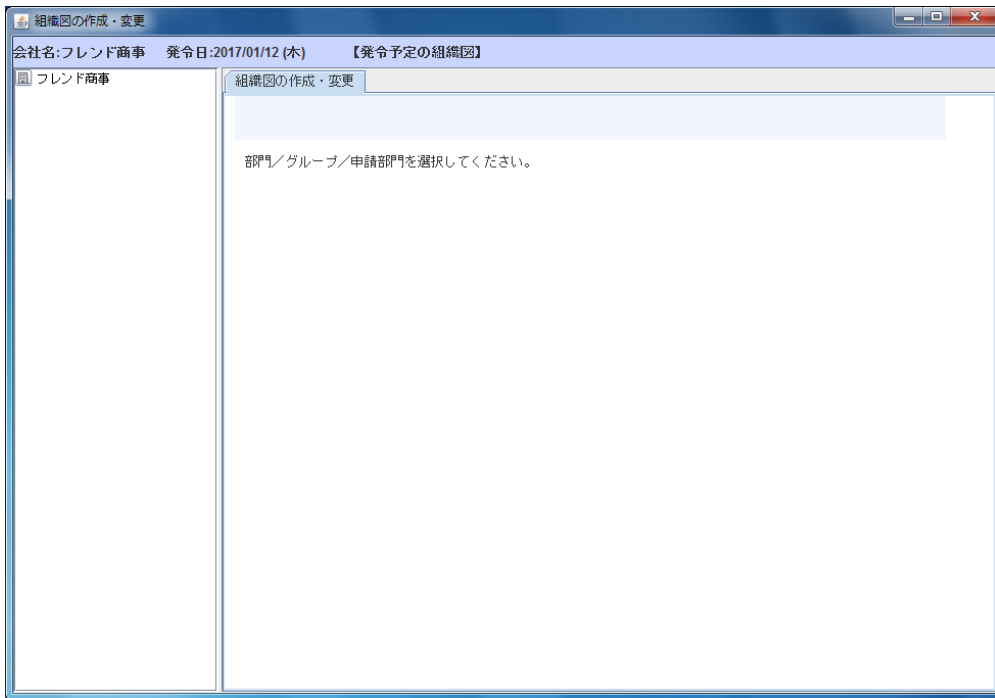 組織図の作成・変更
会社名:フレンド商事 発令日:2017/01/12 (木) 【発令予定の組織図】
フレンド商事
組織図の作成・変更
部門／グループ／申請部門を選択してください。